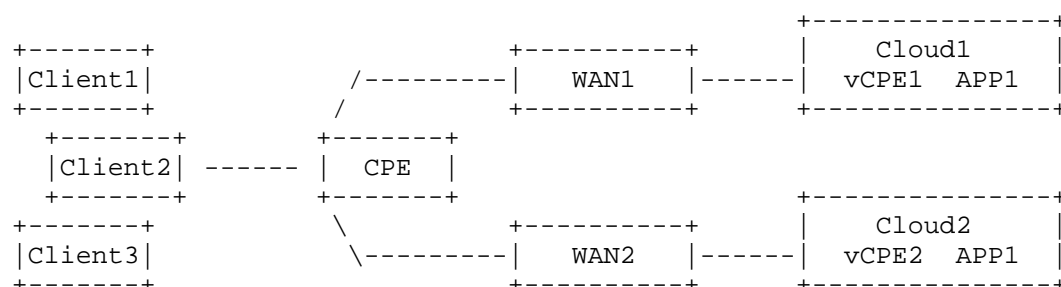 Cloud1
Client1 WAN1 vCPE1 APP1
Client2 CPE
Cloud2
Client3 WAN2 vCPE2 APP1